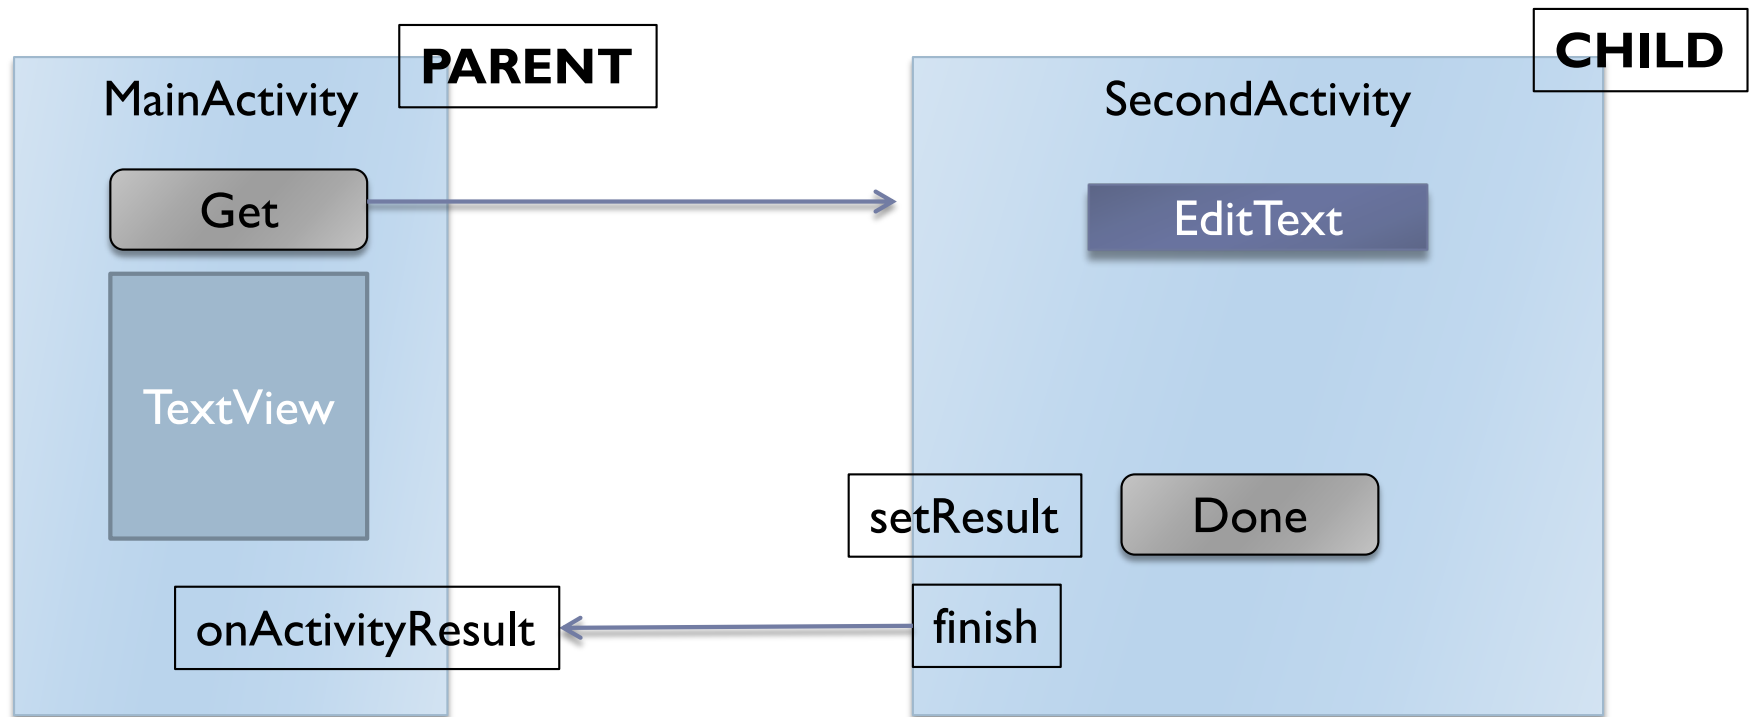 PARENT
MainActivity
Get
TextView
onActivityResult
CHILD
SecondActivity
EditText
setResult
Done
finish